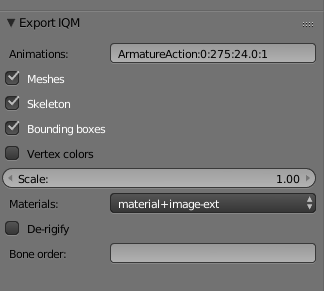 Export IQM
Animations: ArmatureAction:0:275:24.0:1
Meshes
Skeleton
Bounding boxes
Vertex colors
Scale: 1.00
Materials: material+image-ext
De-rigify
Bone order: